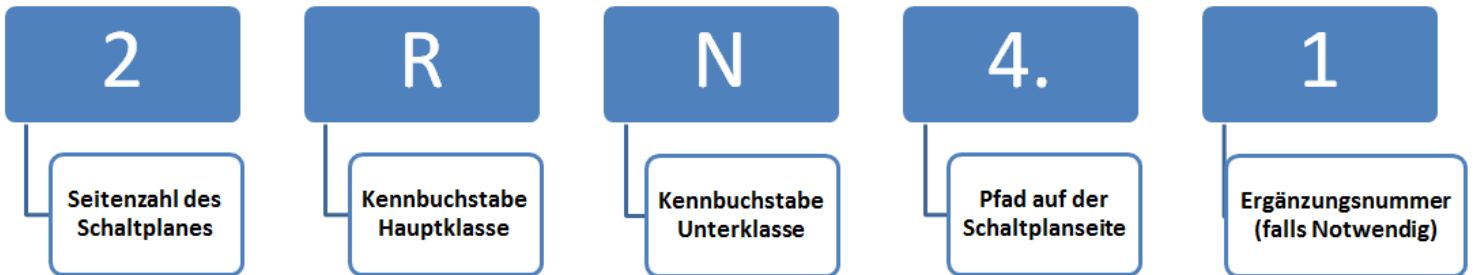 2
R
N
4.
1
Seitenzahl des
Schaltplanes
Kennbuchstabe
Hauptklasse
Kennbuchstabe
Unterklasse
Pfad auf der
Schaltplanseite
Ergänzungsnummer
(falls Notwendig)